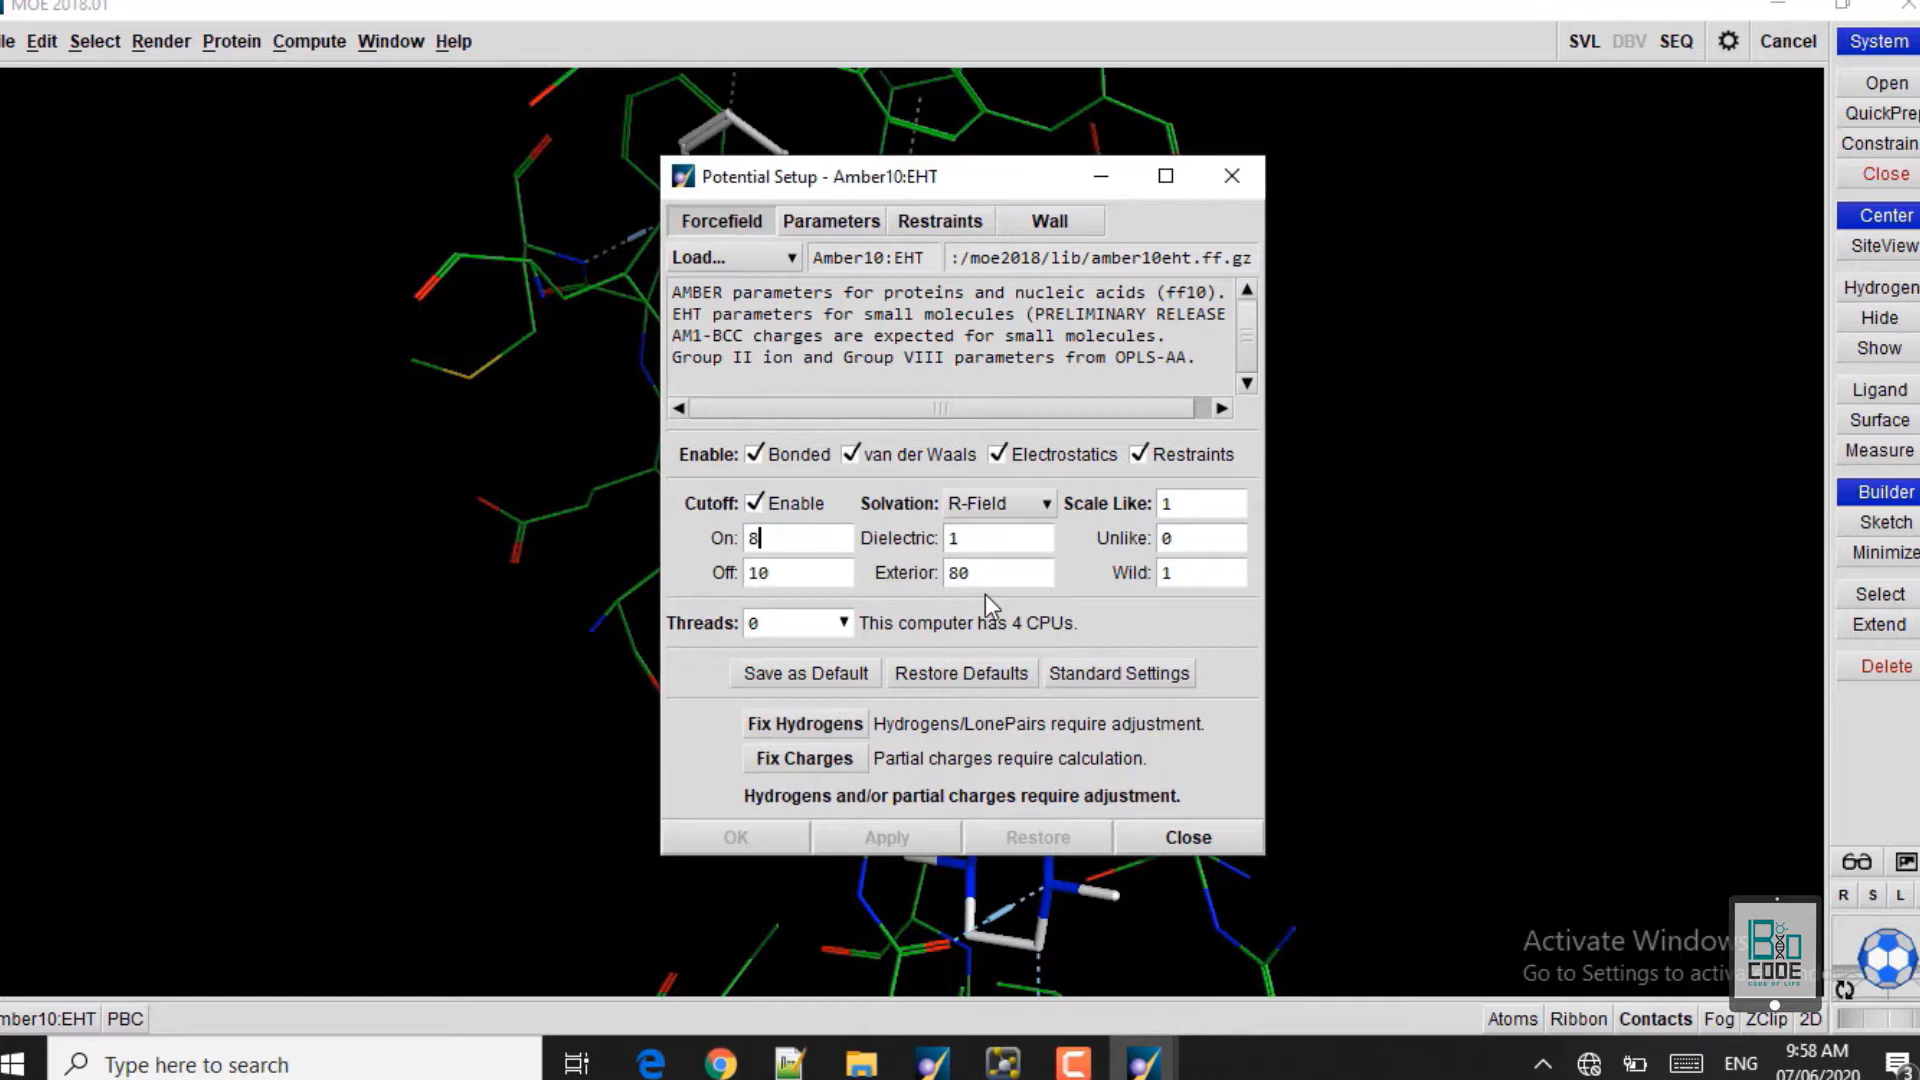 MOE 2018.01
le Edit Select Render Protein Compute Window Help
SVL DBV SEQ Cancel
System
Open
QuickPrep
Constrain
Close
Center
SiteView
Hydrogen
Hide
Show
Ligand
Surface
Measure
Builder
Sketch
Minimize
Select
Extend
Delete
R S L
Potential Setup - Amber10:EHT
Forcefield Parameters Restraints Wall
Load... Amber10:EHT :/moe2018/lib/amber10eht.ff.gz
AMBER parameters for proteins and nucleic acids (ff10).
EHT parameters for small molecules (PRELIMINARY RELEASE
AM1-BCC charges are expected for small molecules.
Group II ion and Group VIII parameters from OPLS-AA.
Enable: Bonded van der Waals Electrostatics Restraints
Cutoff: Enable Solvation: R-Field Scale Like: 1
On: 8 Dielectric: 1 Unlike: 0
Off: 10 Exterior: 80 Wild: 1
Threads: 0 This computer has 4 CPUs.
Save as Default Restore Defaults Standard Settings
Fix Hydrogens Hydrogens/LonePairs require adjustment.
Fix Charges Partial charges require calculation.
Hydrogens and/or partial charges require adjustment.
OK Apply Restore Close
Activate Windows
Go to Settings to activa
CODE
CODE OF LIFE
mber10:EHT PBC
Atoms Ribbon Contacts Fog ZClip 2D
Type here to search
ENG
9:58 AM
07/06/2020
3